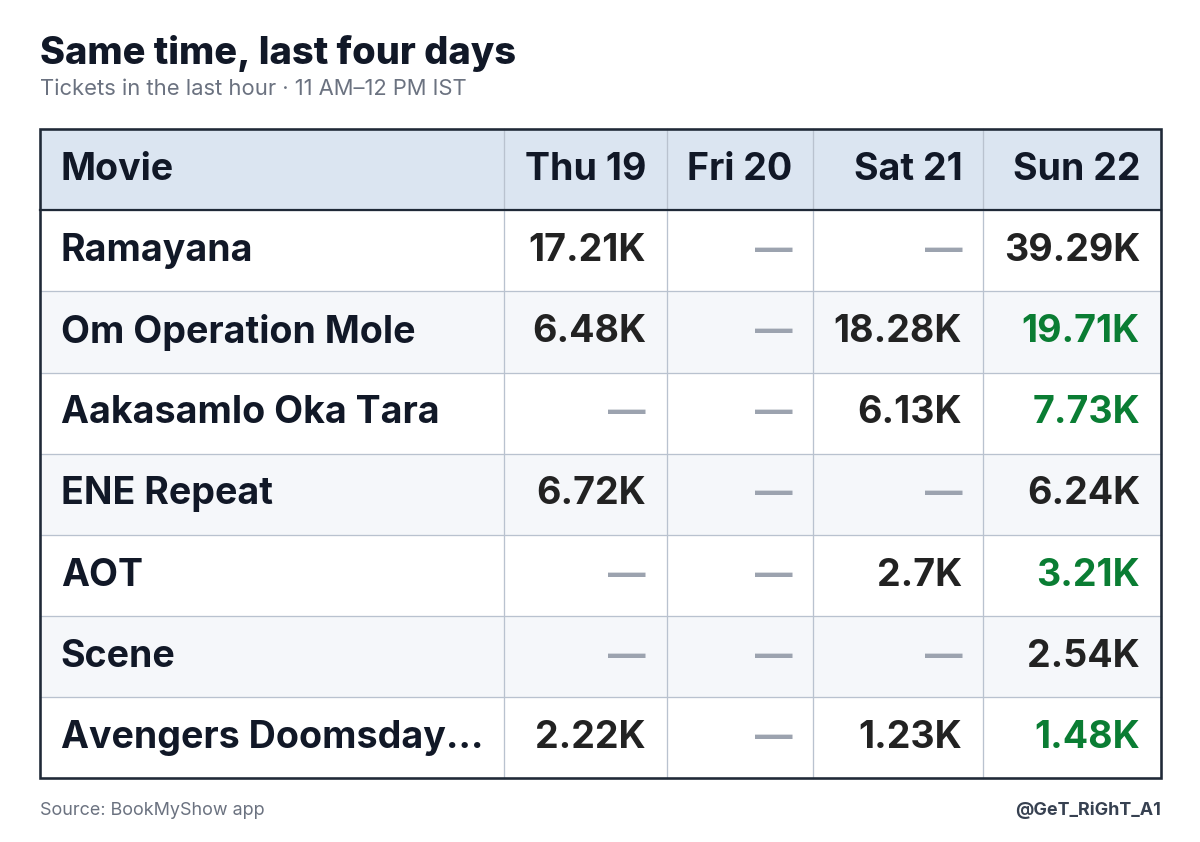 Same time, last four days
Tickets in the last hour · 11 AM–12 PM IST
Movie Thu 19 Fri 20 Sat 21 Sun 22
Ramayana 17.21K — — 39.29K
Om Operation Mole 6.48K — 18.28K 19.71K
Aakasamlo Oka Tara — — 6.13K 7.73K
ENE Repeat 6.72K — — 6.24K
AOT — — 2.7K 3.21K
Scene — — — 2.54K
Avengers Doomsday... 2.22K — 1.23K 1.48K
Source: BookMyShow app @GeT_RiGhT_A1